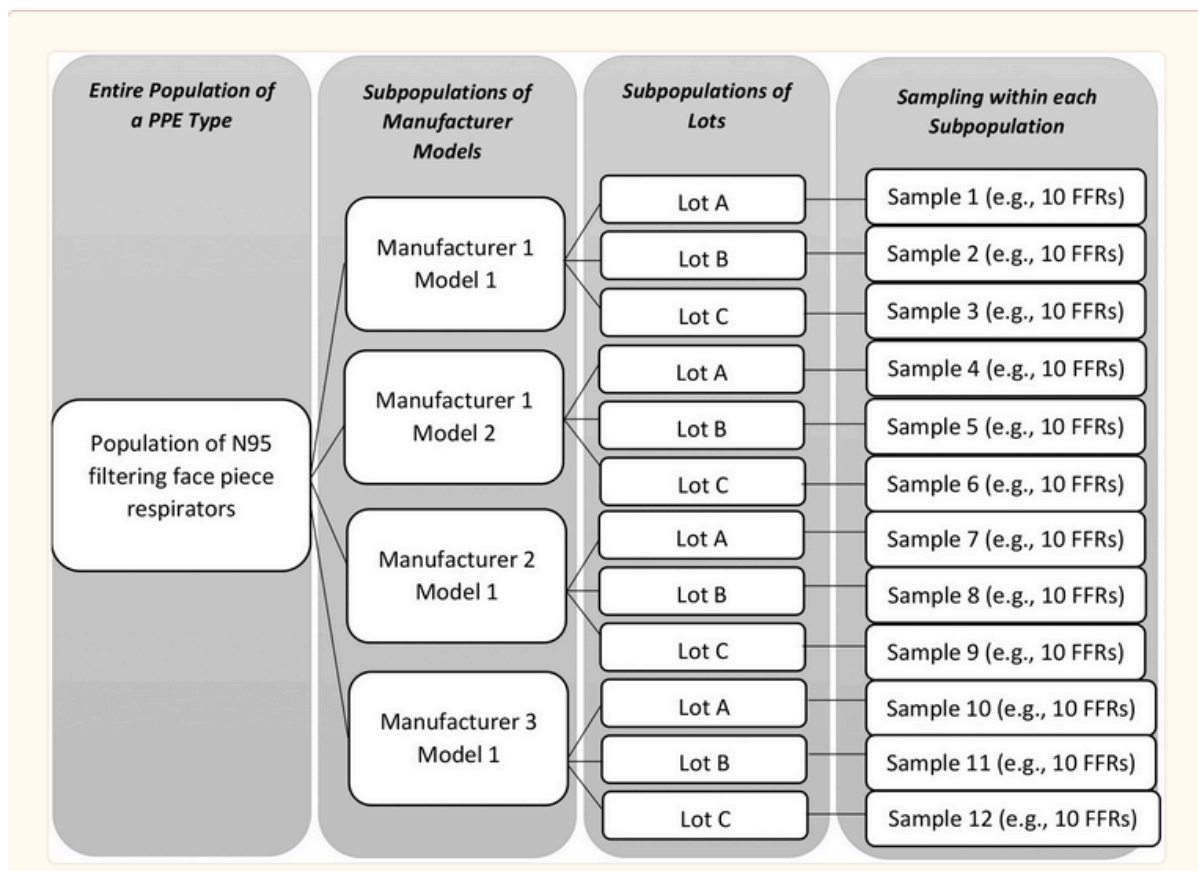 Entire Population of
a PPE Type
Subpopulations of
Manufacturer
Models
Subpopulations of
Lots
Sampling within each
Subpopulation
Population of N95
filtering face piece
respirators
Manufacturer 1
Model 1
Manufacturer 1
Model 2
Manufacturer 2
Model 1
Manufacturer 3
Model 1
Lot A
Lot B
Lot C
Lot A
Lot B
Lot C
Lot A
Lot B
Lot C
Lot A
Lot B
Lot C
Sample 1 (e.g., 10 FFRs)
Sample 2 (e.g., 10 FFRs)
Sample 3 (e.g., 10 FFRs)
Sample 4 (e.g., 10 FFRs)
Sample 5 (e.g., 10 FFRs)
Sample 6 (e.g., 10 FFRs)
Sample 7 (e.g., 10 FFRs)
Sample 8 (e.g., 10 FFRs)
Sample 9 (e.g., 10 FFRs)
Sample 10 (e.g., 10 FFRs)
Sample 11 (e.g., 10 FFRs)
Sample 12 (e.g., 10 FFRs)